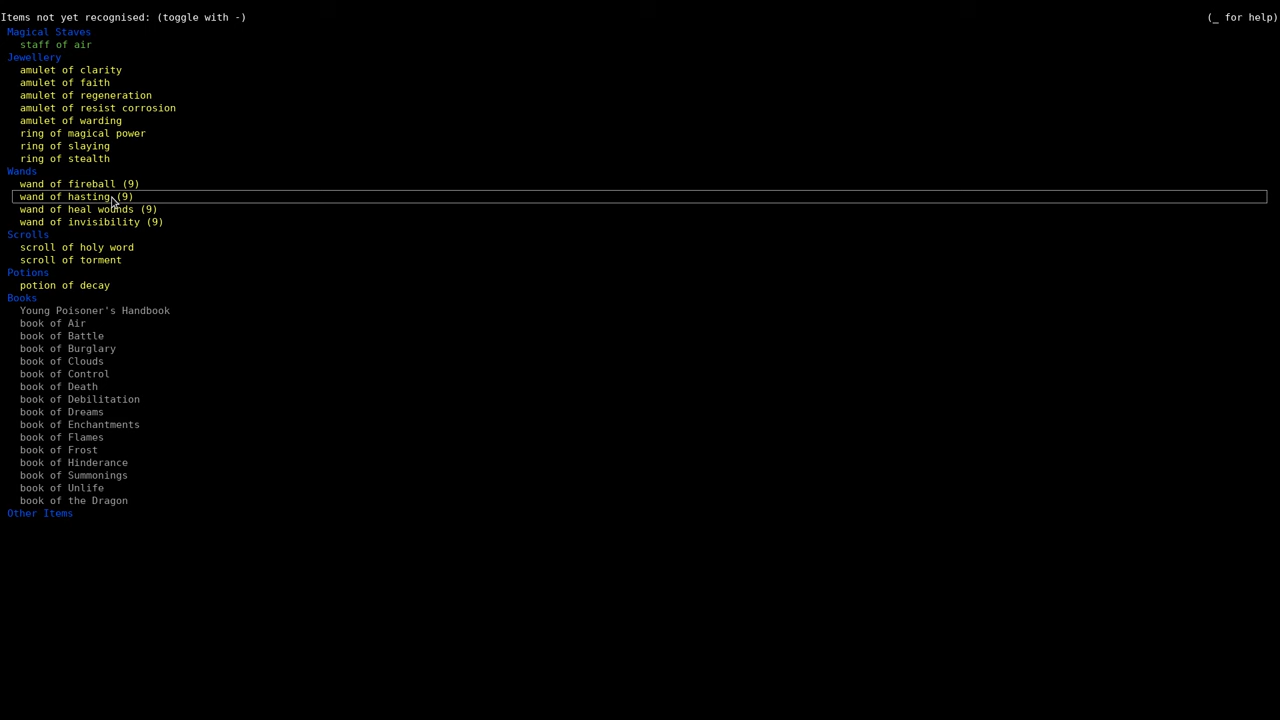 Items not yet recognised: (toggle with -) (_ for help)
Magical Staves
staff of air
Jewellery
amulet of clarity
amulet of faith
amulet of regeneration
amulet of resist corrosion
amulet of warding
ring of magical power
ring of slaying
ring of stealth
Wands
wand of fireball (9)
wand of hasting (9)
wand of heal wounds (9)
wand of invisibility (9)
Scrolls
scroll of holy word
scroll of torment
Potions
potion of decay
Books
Young Poisoner's Handbook
book of Air
book of Battle
book of Burglary
book of Clouds
book of Control
book of Death
book of Debilitation
book of Dreams
book of Enchantments
book of Flames
book of Frost
book of Hinderance
book of Summonings
book of Unlife
book of the Dragon
Other Items